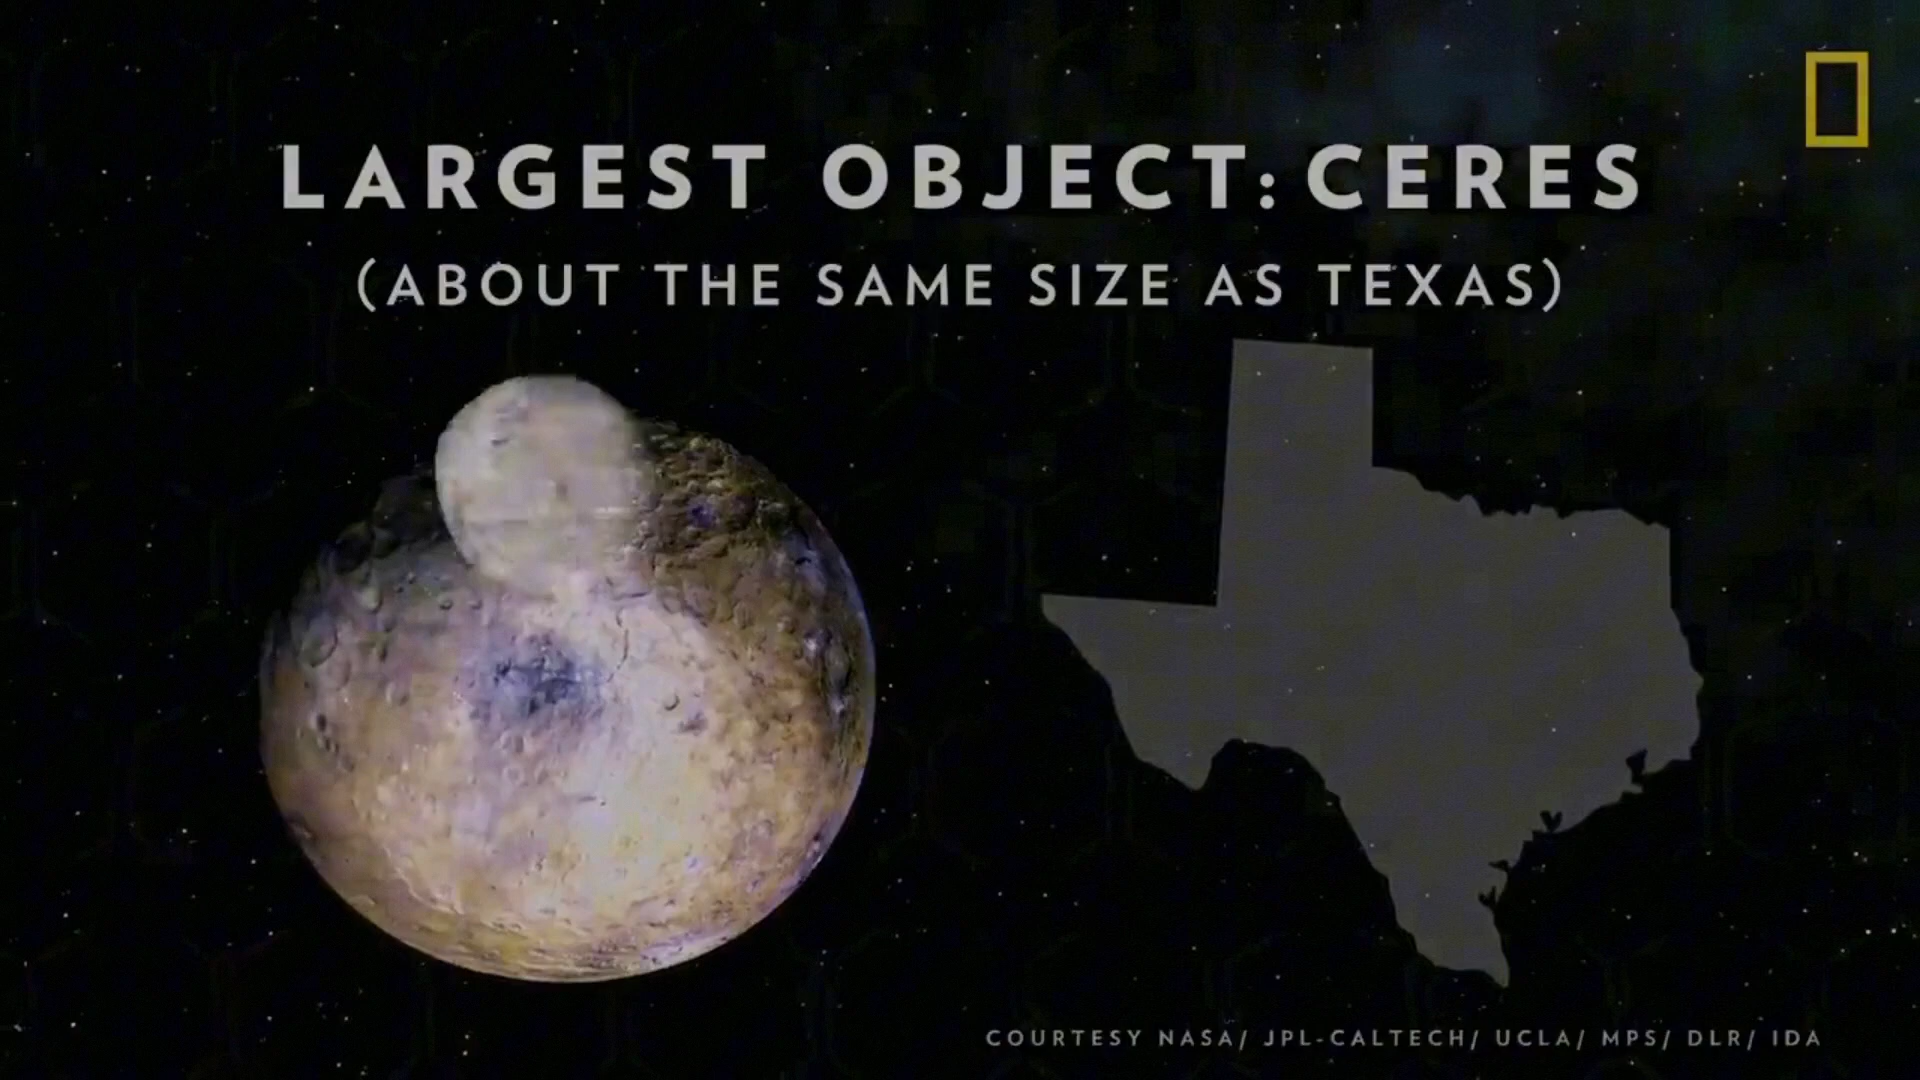 LARGEST OBJECT: CERES
(ABOUT THE SAME SIZE AS TEXAS)
COURTESY NASA/ JPL-CALTECH/ UCLA/ MPS/ DLR/ IDA